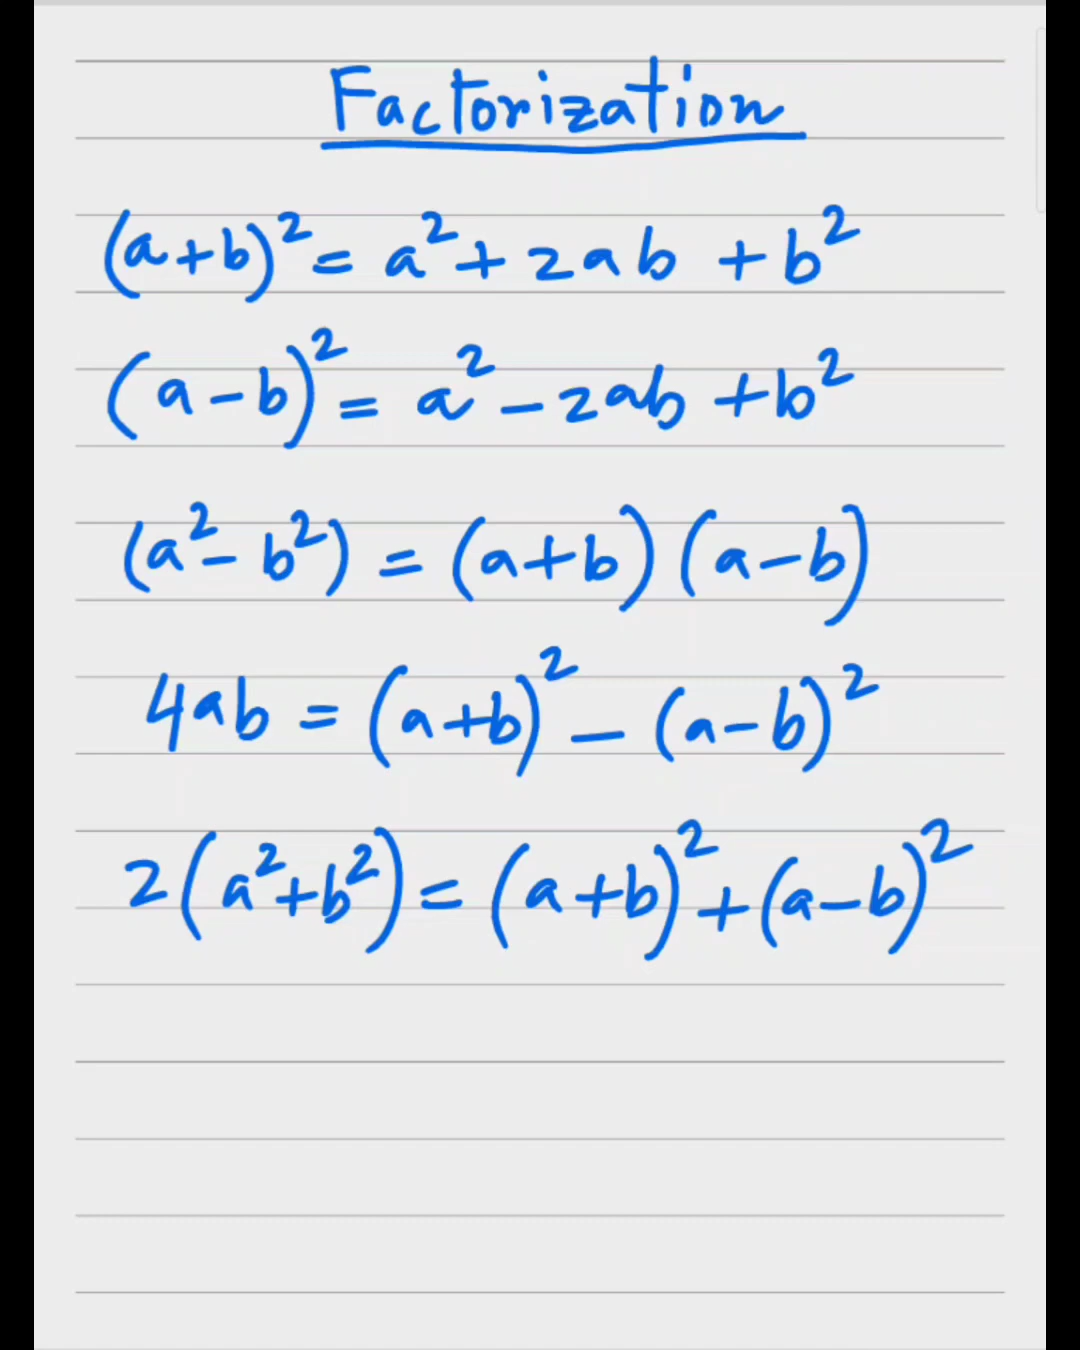 Factorization
(a+b)² = a² + 2ab + b²
(a-b)² = a² - 2ab + b²
(a² - b²) = (a+b) (a-b)
4ab = (a+b)² - (a-b)²
2(a²+b²) = (a+b)² + (a-b)²